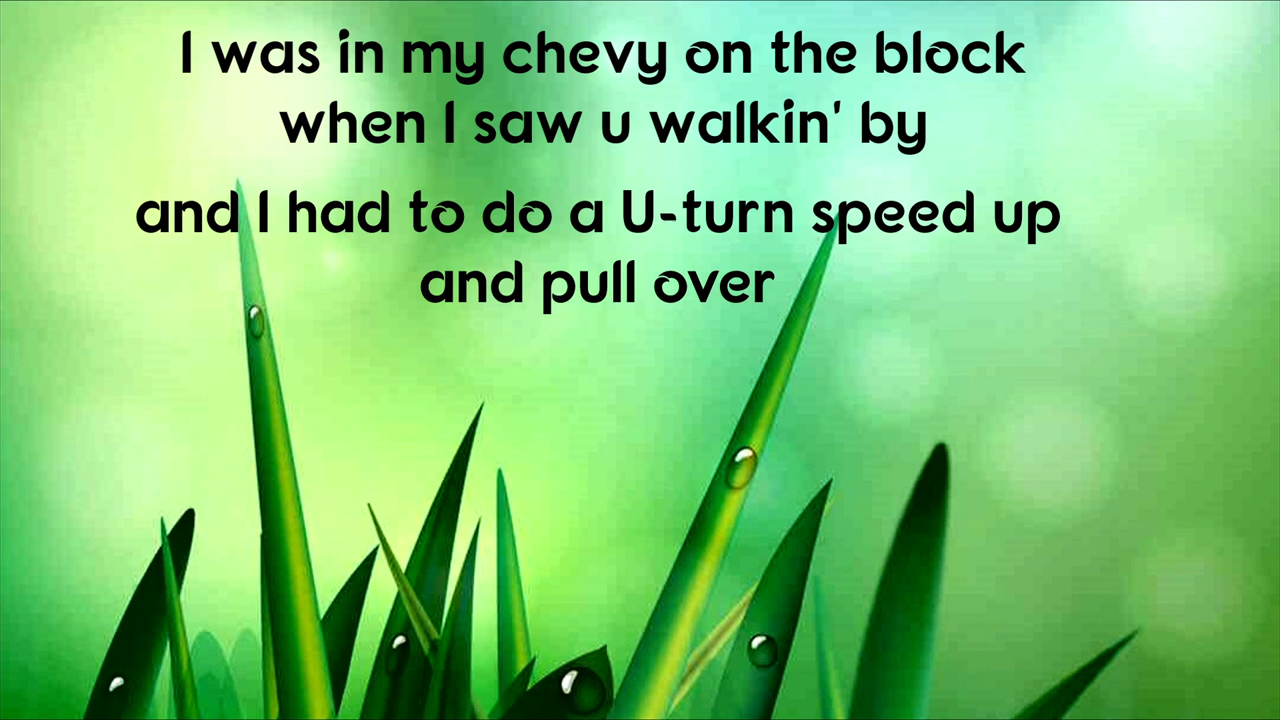 I was in my chevy on the block
when I saw u walkin' by
and I had to do a U-turn speed up
and pull over